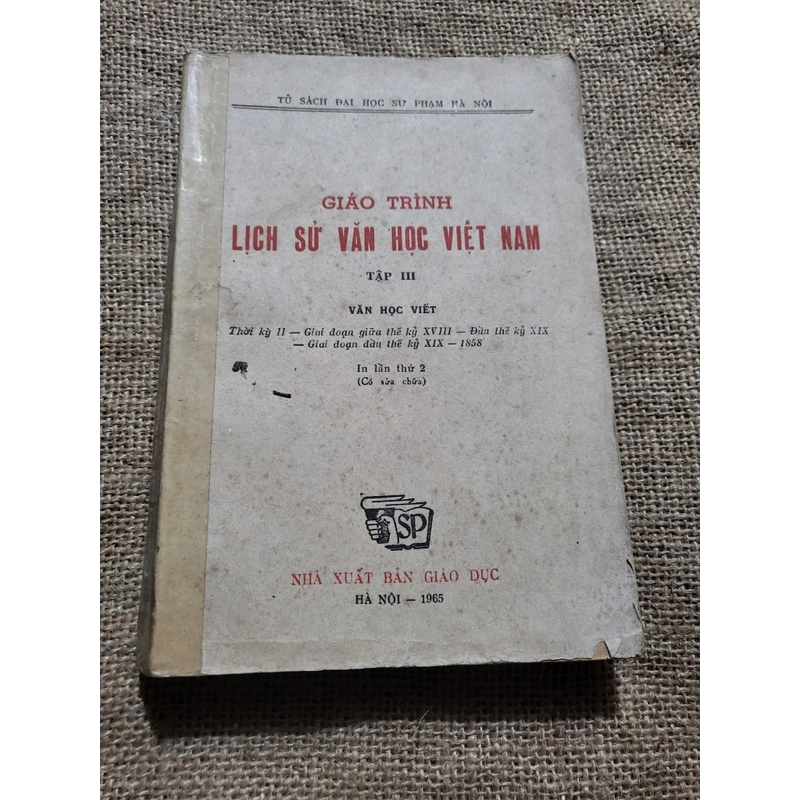 TỦ SÁCH ĐẠI HỌC SƯ PHẠM HÀ NỘI
GIÁO TRÌNH
LỊCH SỬ VĂN HỌC VIỆT NAM
TẬP III
VĂN HỌC VIẾT
Thời kỳ II — Giai đoạn giữa thế kỷ XVIII — Đầu thế kỷ XIX
— Giai đoạn đầu thế kỷ XIX — 1858
In lần thứ 2
(Có sửa chữa)
SP
NHÀ XUẤT BẢN GIÁO DỤC
HÀ NỘI — 1965